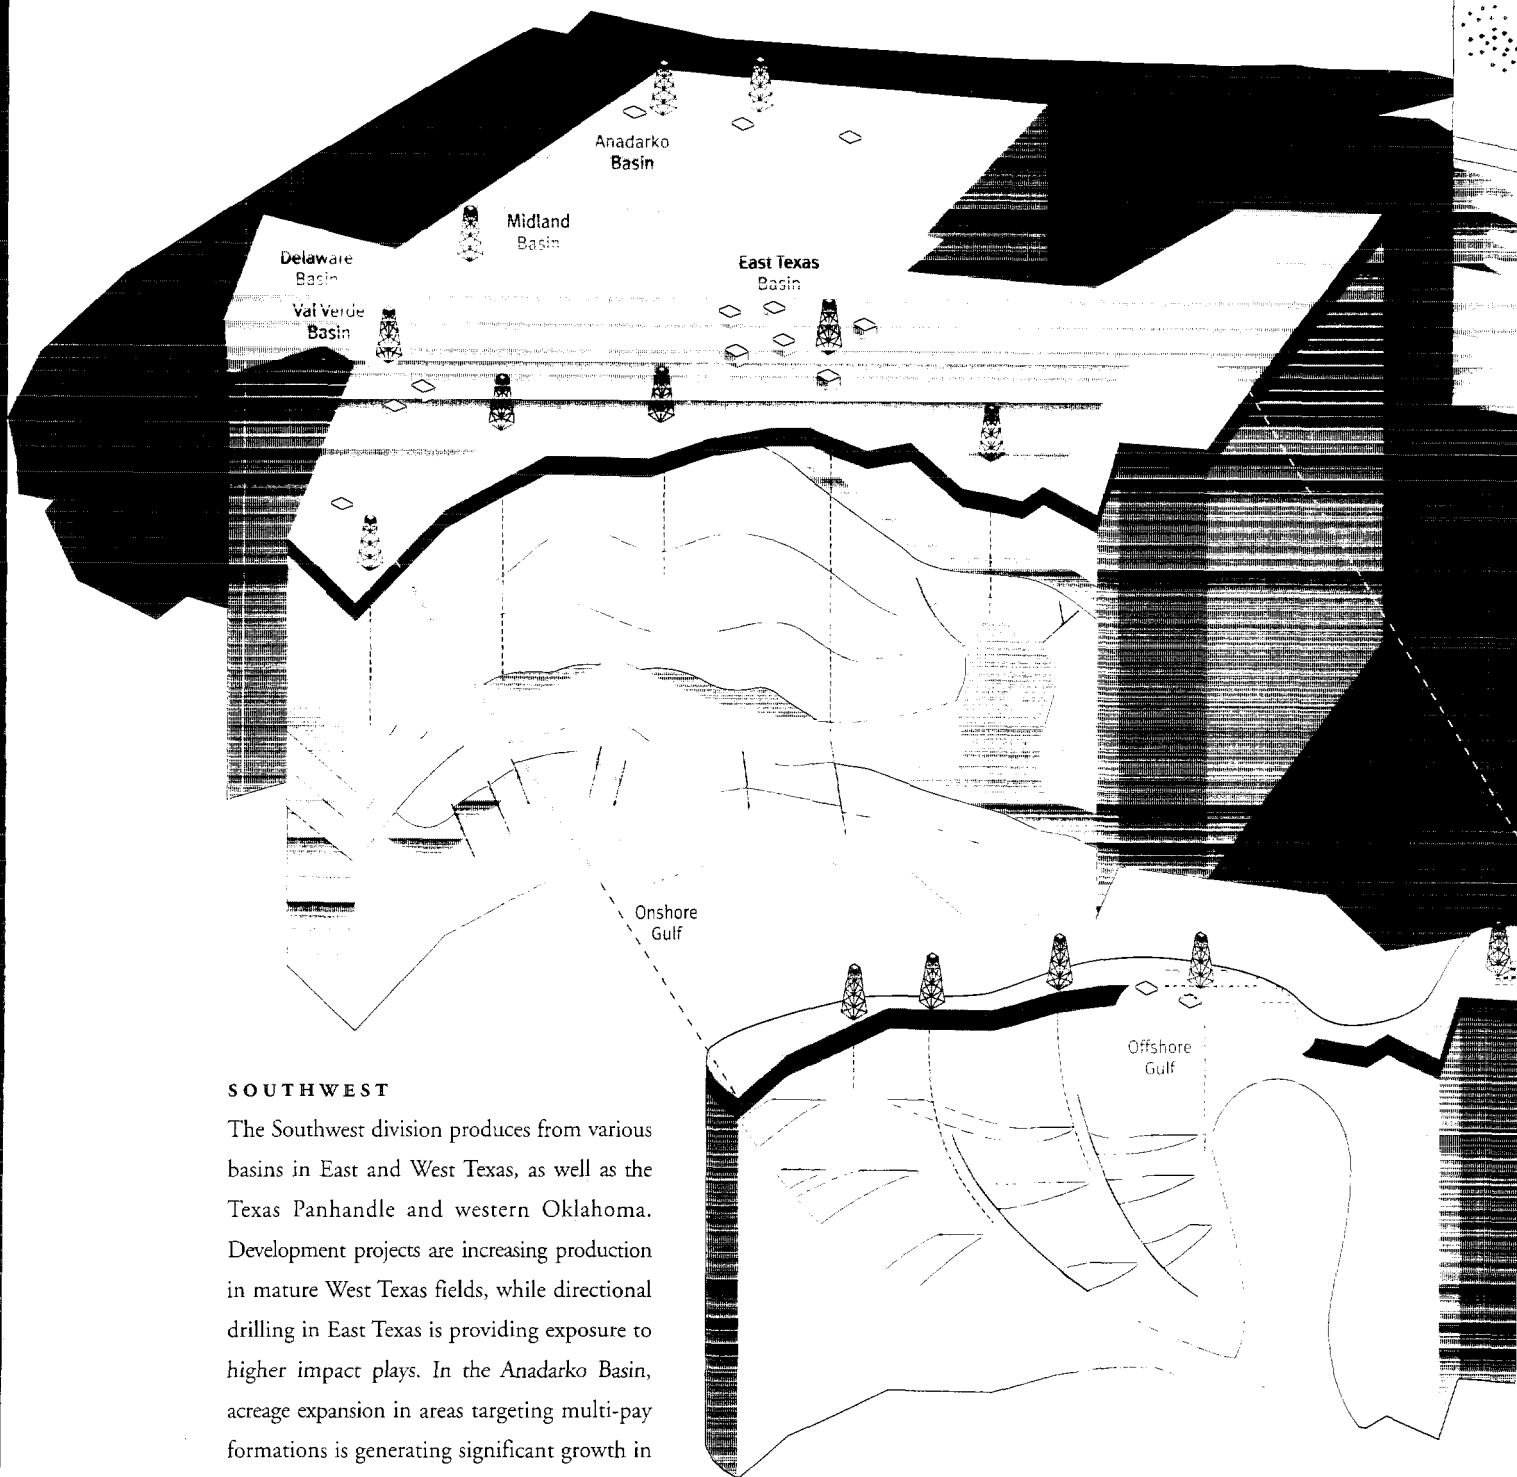 Anadarko
Basin
Midland
Basin
Delaware
Basin
East Texas
Basin
Val Verde
Basin
Onshore
Gulf
Offshore
Gulf
SOUTHWEST
The Southwest division produces from various
basins in East and West Texas, as well as the
Texas Panhandle and western Oklahoma.
Development projects are increasing production
in mature West Texas fields, while directional
drilling in East Texas is providing exposure to
higher impact plays. In the Anadarko Basin,
acreage expansion in areas targeting multi-pay
formations is generating significant growth in